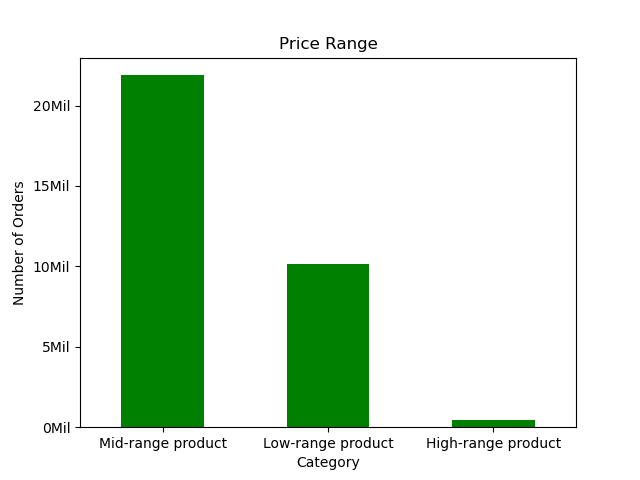 Price Range
20Mil
15Mil
10Mil
5Mil
0Mil
Number of Orders
Mid-range product
Low-range product
High-range product
Category